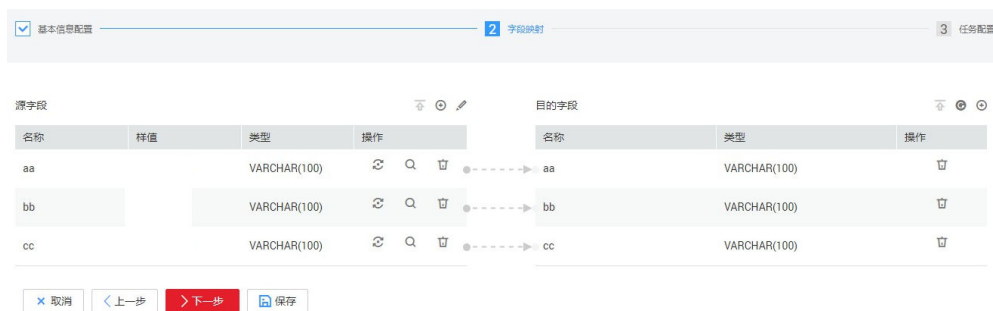 基本信息配置 2 字段映射 3 任务配置
源字段 目的字段
名称 样值 类型 操作 名称 类型 操作
aa VARCHAR(100) aa VARCHAR(100)
bb VARCHAR(100) bb VARCHAR(100)
cc VARCHAR(100) cc VARCHAR(100)
取消 上一步 下一步 保存